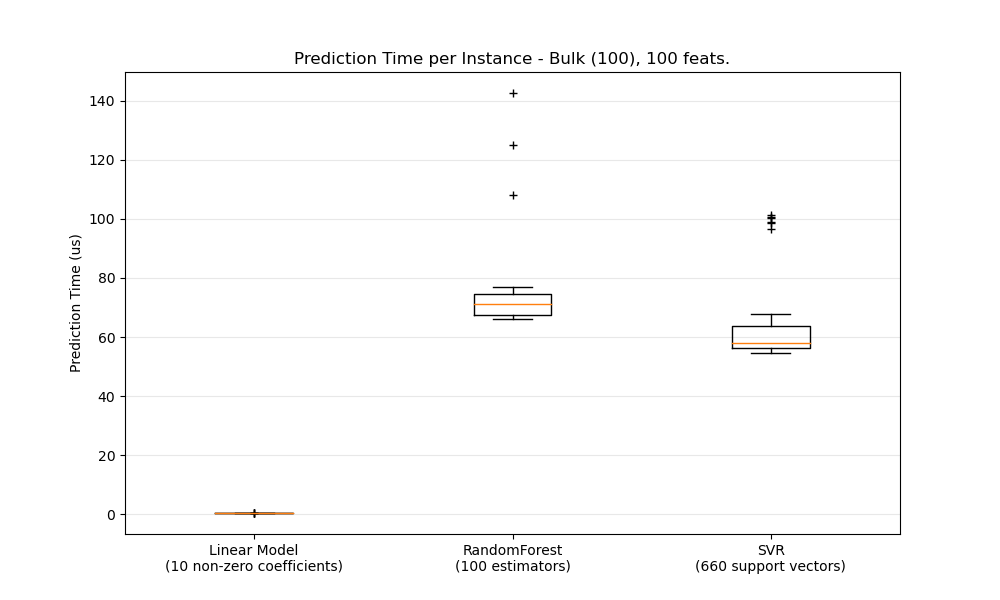 Prediction Time per Instance - Bulk (100), 100 feats.
140
120
100
80
60
40
20
0
Prediction Time (us)
Linear Model
(10 non-zero coefficients)
RandomForest
(100 estimators)
SVR
(660 support vectors)